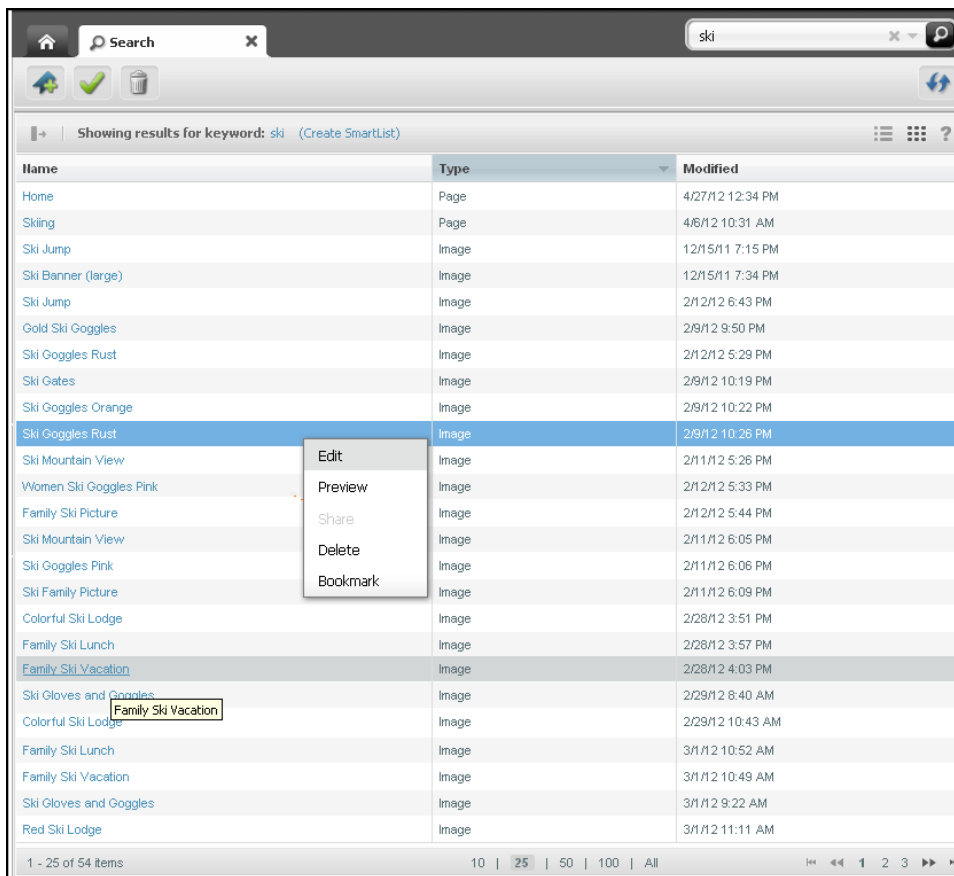 Search
ski
Showing results for keyword: ski (Create SmartList)
?
Name Type Modified
Home Page 4/27/12 12:34 PM
Skiing Page 4/6/12 10:31 AM
Ski Jump Image 12/15/11 7:15 PM
Ski Banner (large) Image 12/15/11 7:34 PM
Ski Jump Image 2/12/12 6:43 PM
Gold Ski Goggles Image 2/9/12 9:50 PM
Ski Goggles Rust Image 2/12/12 5:29 PM
Ski Gates Image 2/9/12 10:19 PM
Ski Goggles Orange Image 2/9/12 10:22 PM
Ski Goggles Rust Image 2/9/12 10:26 PM
Edit
Ski Mountain View Image 2/11/12 5:26 PM
Preview
Women Ski Goggles Pink Image 2/12/12 5:33 PM
Family Ski Picture Image 2/12/12 5:44 PM
Share
Ski Mountain View Image 2/11/12 6:05 PM
Delete
Ski Goggles Pink Image 2/11/12 6:06 PM
Bookmark
Ski Family Picture Image 2/11/12 6:09 PM
Colorful Ski Lodge Image 2/28/12 3:51 PM
Family Ski Lunch Image 2/28/12 3:57 PM
Family Ski Vacation Image 2/28/12 4:03 PM
Ski Gloves and Goggles Image 2/29/12 8:40 AM
Family Ski Vacation
Colorful Ski Lodge Image 2/29/12 10:43 AM
Family Ski Lunch Image 3/1/12 10:52 AM
Family Ski Vacation Image 3/1/12 10:49 AM
Ski Gloves and Goggles Image 3/1/12 9:22 AM
Red Ski Lodge Image 3/1/12 11:11 AM
1 - 25 of 54 items 10 | 25 | 50 | 100 | All 1 2 3